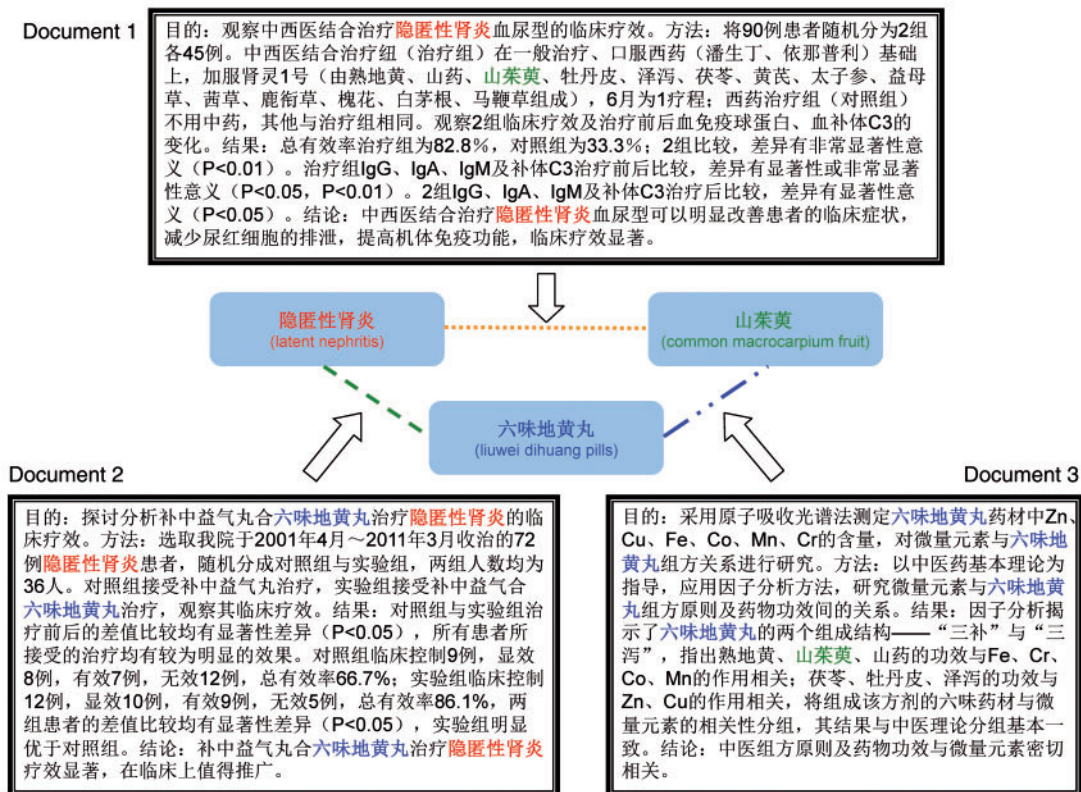 Document 1
目的：观察中西医结合治疗隐匿性肾炎血尿型的临床疗效。方法：将90例患者随机分为2组
各45例。中西医结合治疗组（治疗组）在一般治疗、口服西药（潘生丁、依那普利）基础
上，加服肾灵1号（由熟地黄、山药、山茱萸、牡丹皮、泽泻、茯苓、黄芪、太子参、益母
草、茜草、鹿衔草、槐花、白茅根、马鞭草组成），6月为1疗程；西药治疗组（对照组）
不用中药，其他与治疗组相同。观察2组临床疗效及治疗前后血免疫球蛋白、血补体C3的
变化。结果：总有效率治疗组为82.8%，对照组为33.3%；2组比较，差异有非常显著性意
义（P<0.01）。治疗组IgG、IgA、IgM及补体C3治疗前后比较，差异有显著性或非常显著
性意义（P<0.05，P<0.01）。2组IgG、IgA、IgM及补体C3治疗后比较，差异有显著性意
义（P<0.05）。结论：中西医结合治疗隐匿性肾炎血尿型可以明显改善患者的临床症状，
减少尿红细胞的排泄，提高机体免疫功能，临床疗效显著。
隐匿性肾炎
(latent nephritis)
山茱萸
(common macrocarpium fruit)
六味地黄丸
(liuwei dihuang pills)
Document 2
目的：探讨分析补中益气丸合六味地黄丸治疗隐匿性肾炎的临
床疗效。方法：选取我院于2001年4月～2011年3月收治的72
例隐匿性肾炎患者，随机分成对照组与实验组，两组人数均为
36人。对照组接受补中益气丸治疗，实验组接受补中益气合
六味地黄丸治疗，观察其临床疗效。结果：对照组与实验组治
疗前后的差值比较均有显著性差异（P<0.05），所有患者所
接受的治疗均有较为明显的效果。对照组临床控制9例，显效
8例，有效7例，无效12例，总有效率66.7%；实验组临床控制
12例，显效10例，有效9例，无效5例，总有效率86.1%，两
组患者的差值比较均有显著性差异（P<0.05），实验组明显
优于对照组。结论：补中益气丸合六味地黄丸治疗隐匿性肾炎
疗效显著，在临床上值得推广。
Document 3
目的：采用原子吸收光谱法测定六味地黄丸药材中Zn、
Cu、Fe、Co、Mn、Cr的含量，对微量元素与六味地
黄丸组方关系进行研究。方法：以中医药基本理论为
指导，应用因子分析方法，研究微量元素与六味地黄
丸组方原则及药物功效间的关系。结果：因子分析揭
示了六味地黄丸的两个组成结构——“三补”与“三
泻”，指出熟地黄、山茱萸、山药的功效与Fe、Cr、
Co、Mn的作用相关；茯苓、牡丹皮、泽泻的功效与
Zn、Cu的作用相关，将组成该方剂的六味药材与微
量元素的相关性分组，其结果与中医理论分组基本一
致。结论：中医组方原则及药物功效与微量元素密切
相关。